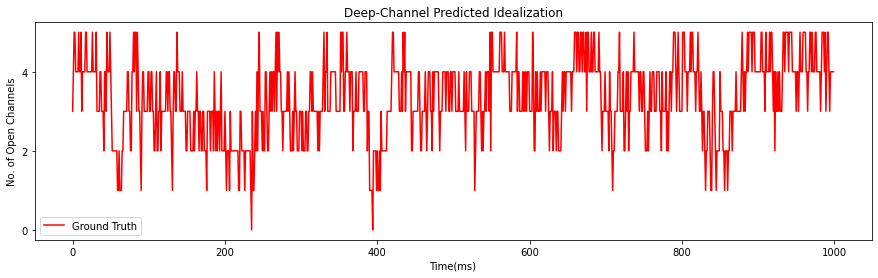 Deep-Channel Predicted Idealization
No. of Open Channels
4
2
0
Ground Truth
0
200
400
600
800
1000
Time(ms)